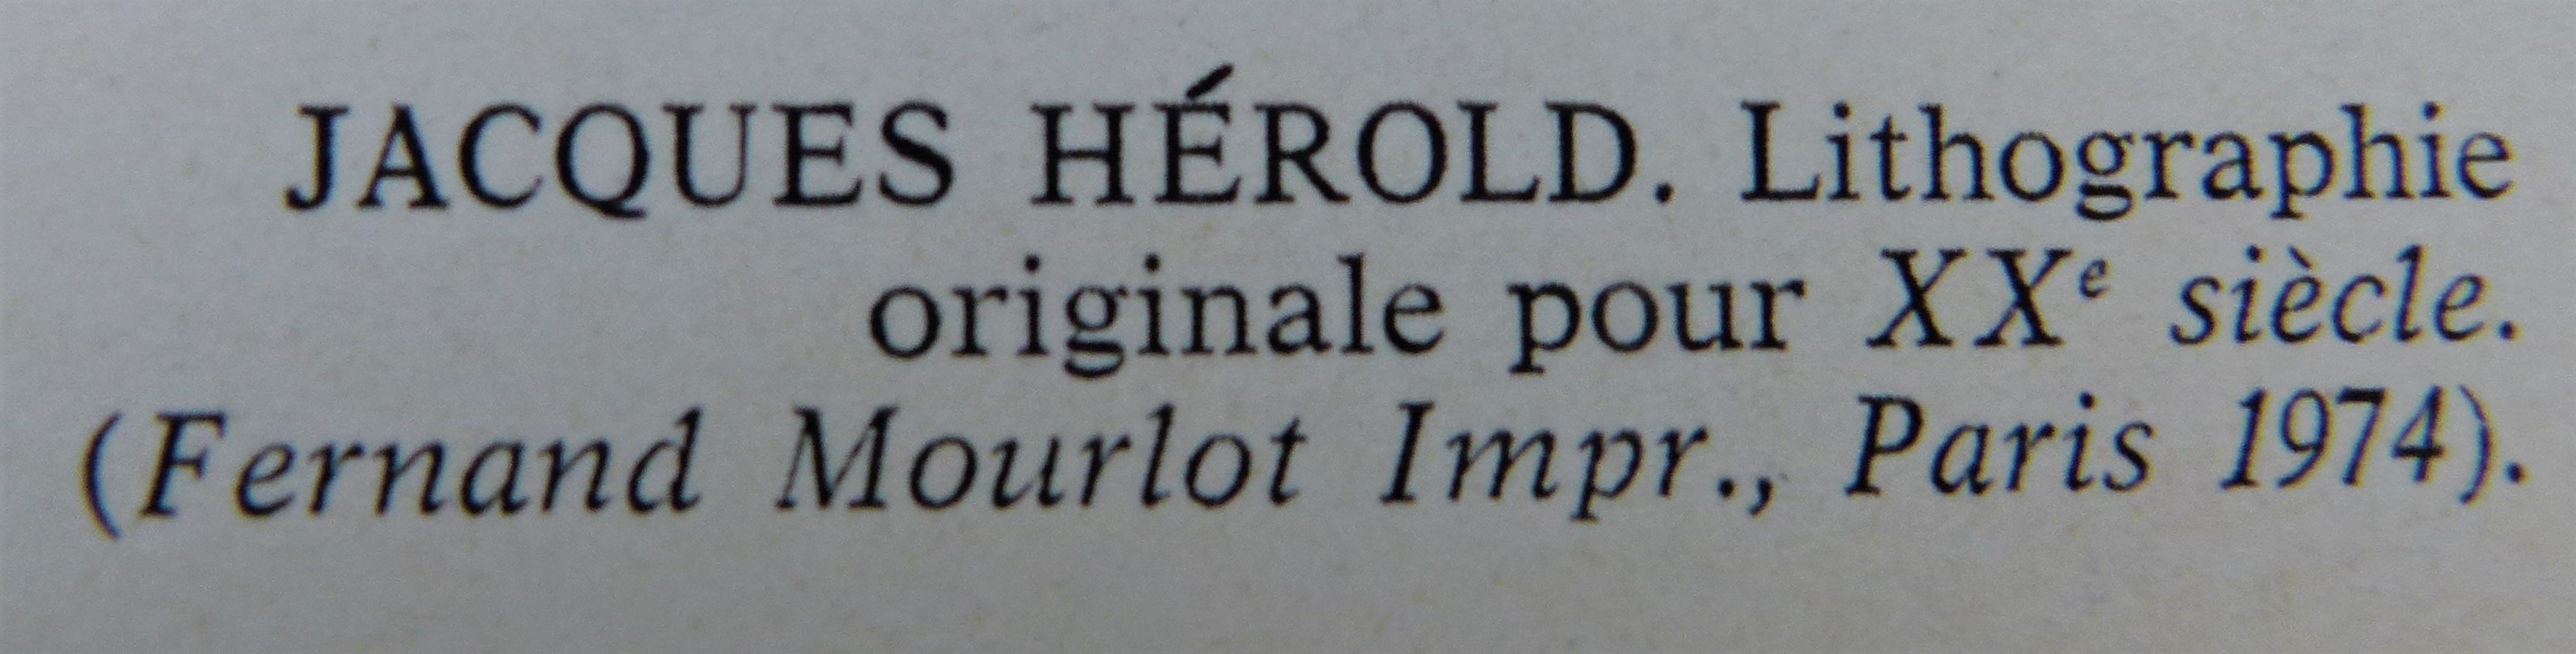 JACQUES HÉROLD. Lithographie
originale pour XXᵉ siècle.
(Fernand Mourlot Impr., Paris 1974).